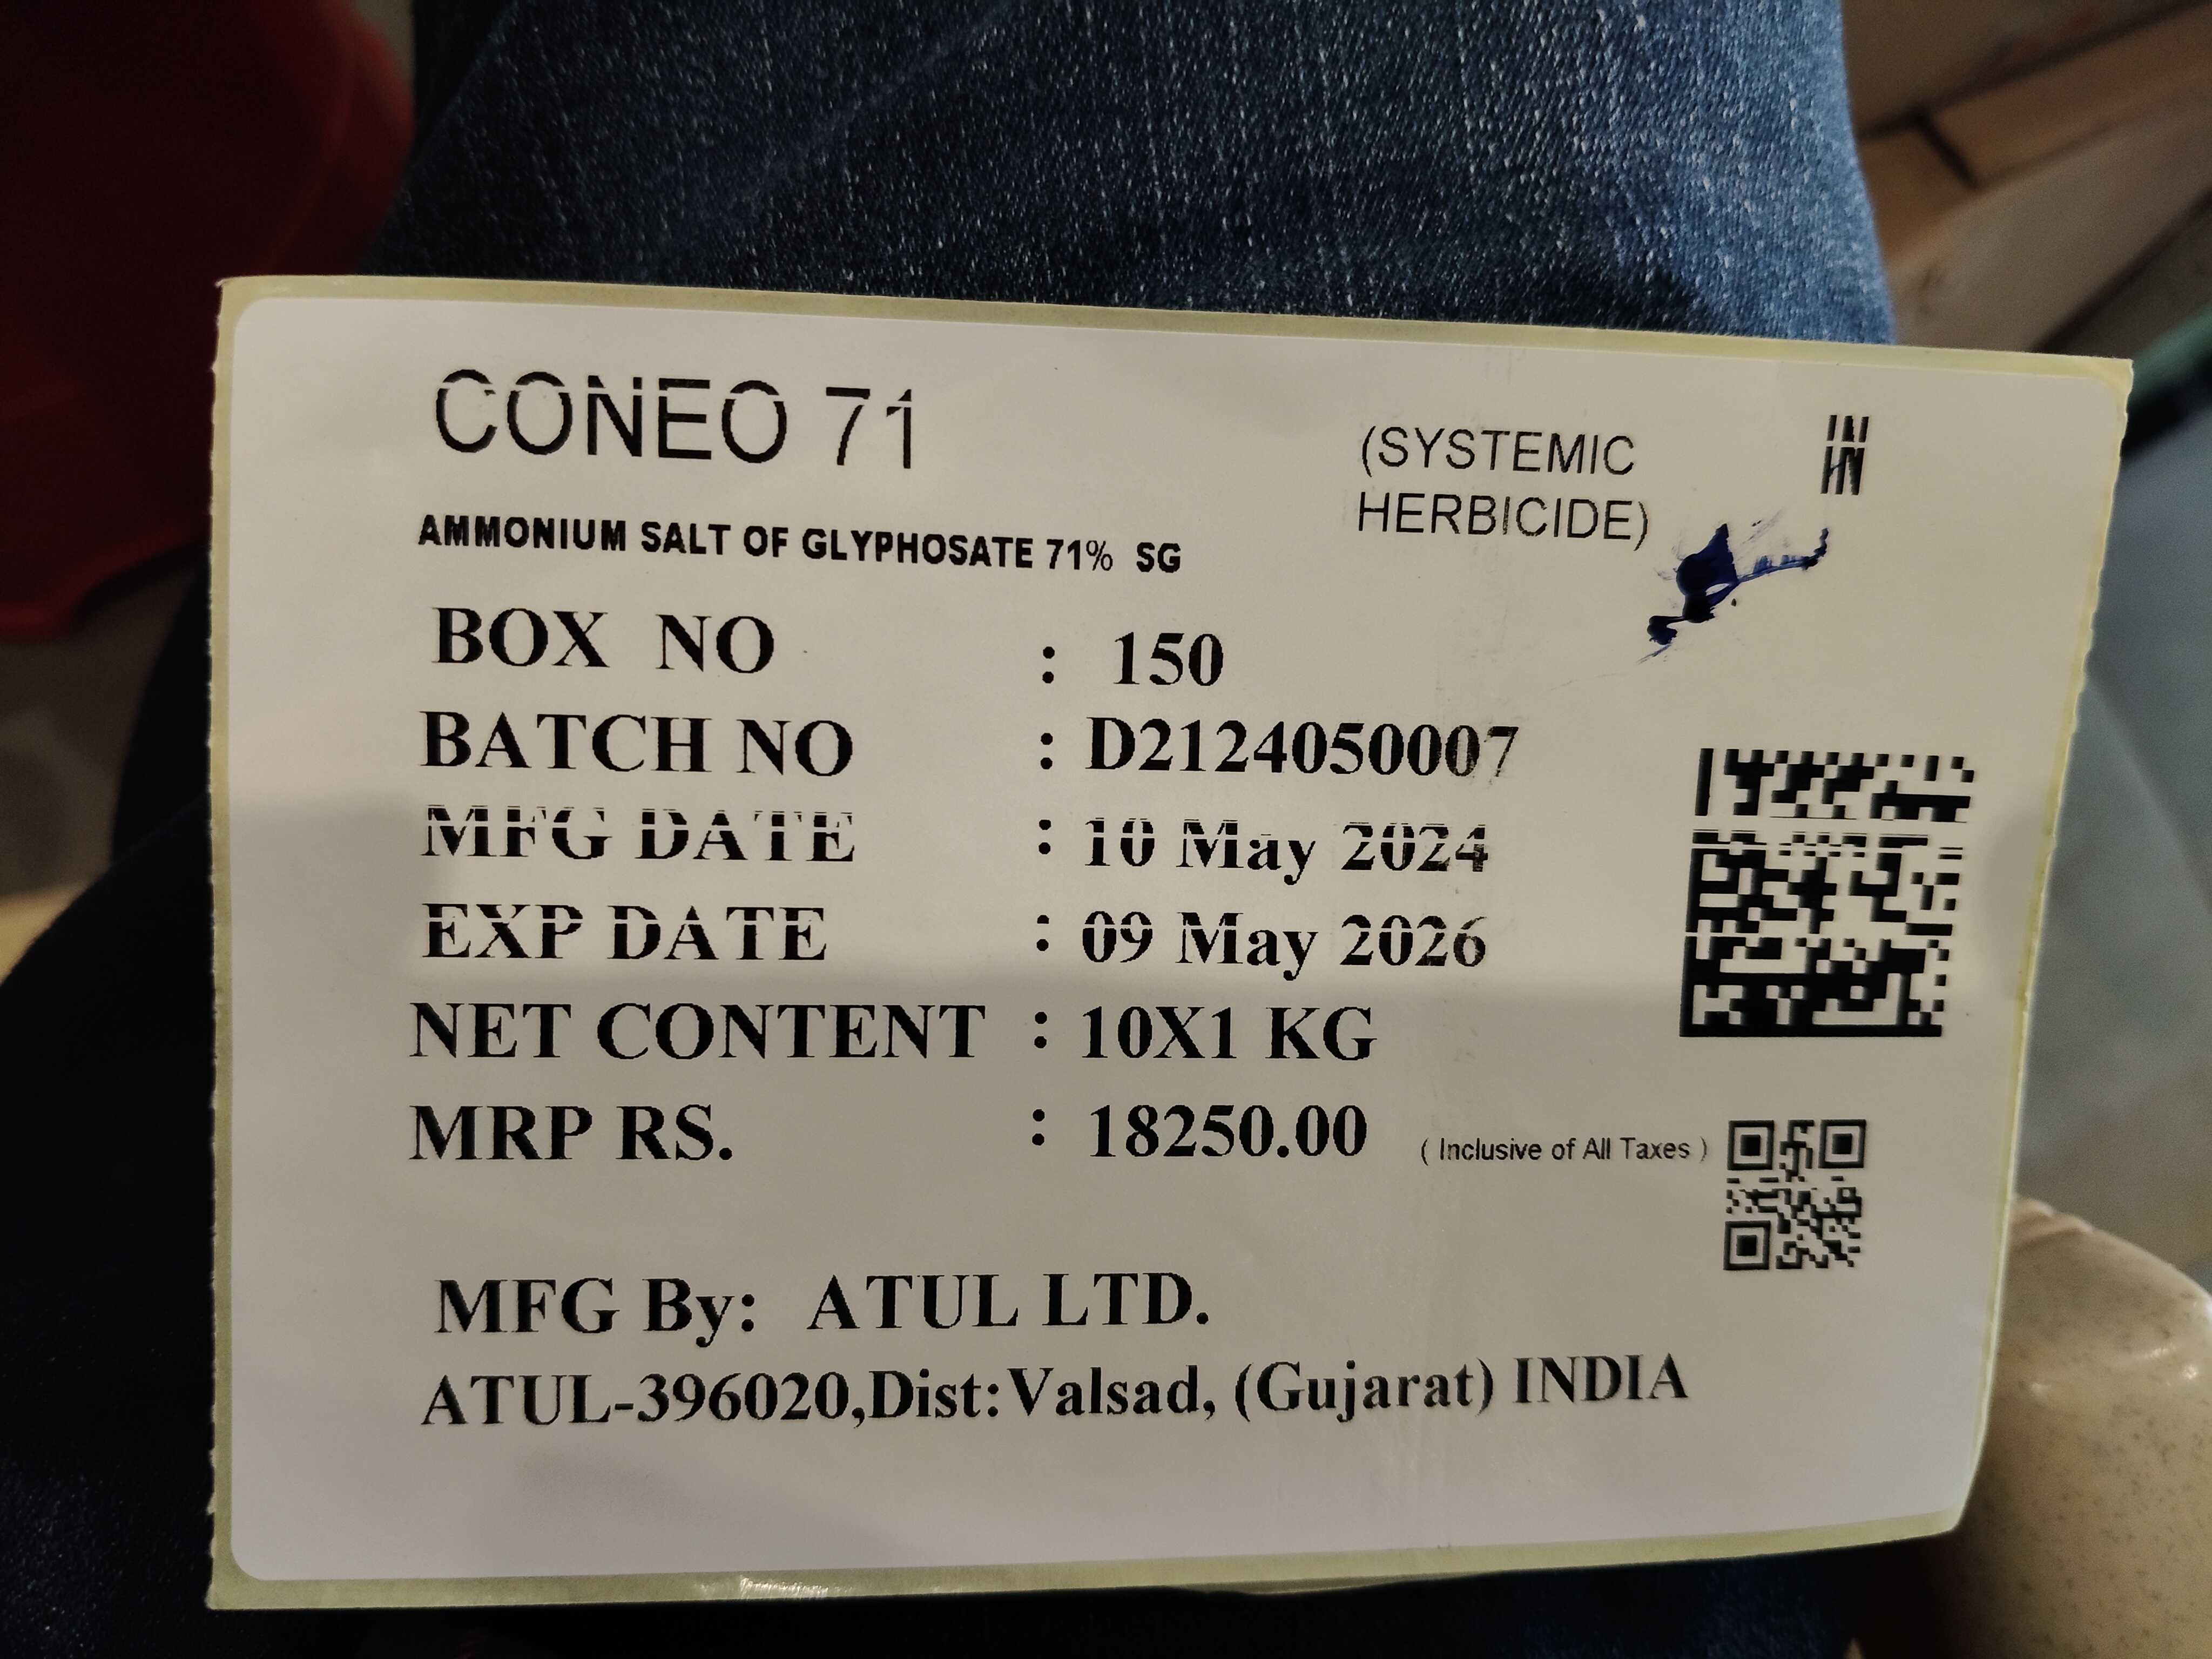 CONEO 71
(SYSTEMIC
HERBICIDE)
AMMONIUM SALT OF GLYPHOSATE 71% SG
BOX NO : 150
BATCH NO : D2124050007
MFG DATE : 10 May 2024
EXP DATE : 09 May 2026
NET CONTENT : 10X1 KG
MRP RS. : 18250.00 ( Inclusive of All Taxes )
MFG By: ATUL LTD.
ATUL-396020,Dist:Valsad, (Gujarat) INDIA